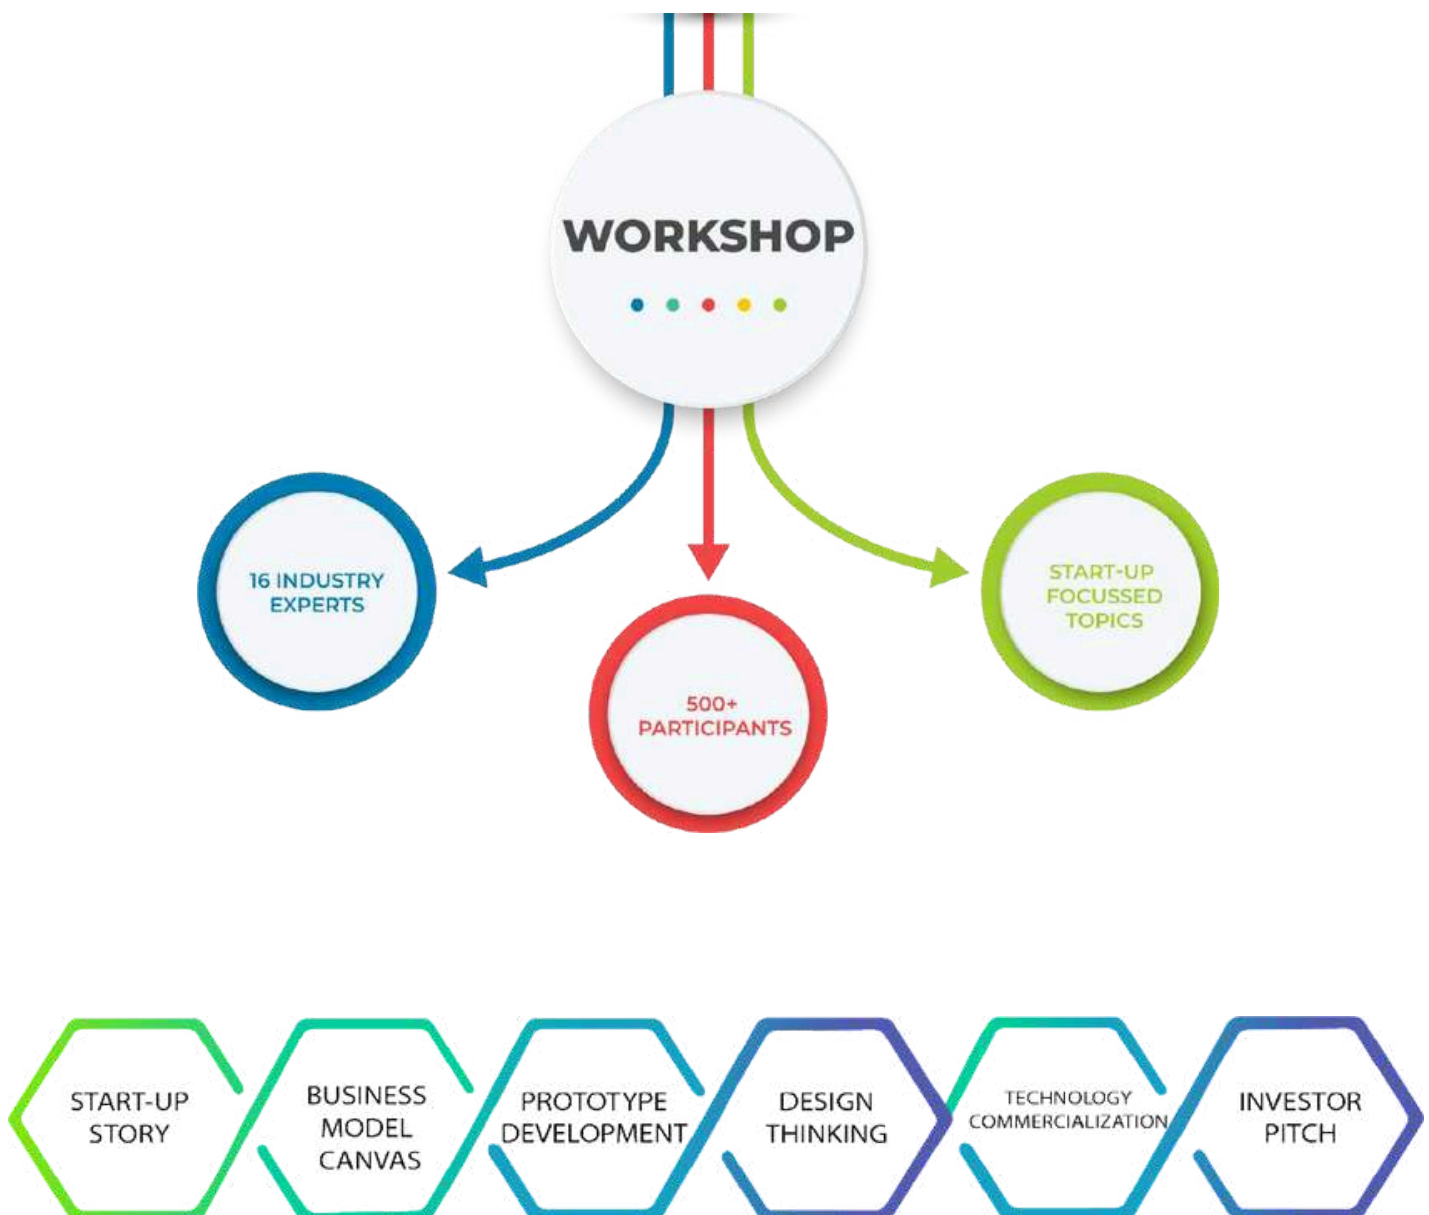 WORKSHOP
16 INDUSTRY
EXPERTS
500+
PARTICIPANTS
START-UP
FOCUSSED
TOPICS
START-UP
STORY
BUSINESS
MODEL
CANVAS
PROTOTYPE
DEVELOPMENT
DESIGN
THINKING
TECHNOLOGY
COMMERCIALIZATION
INVESTOR
PITCH